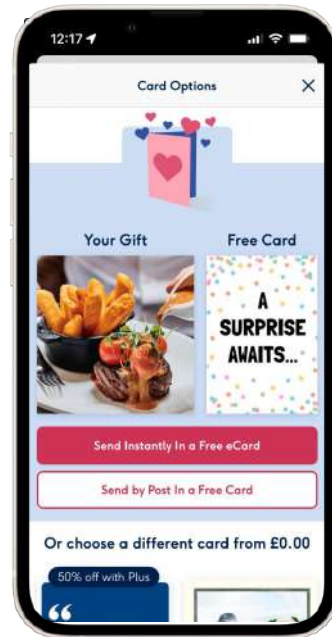 12:17
Card Options
Your Gift
Free Card
A
SURPRISE
AWAITS...
Send Instantly In a Free eCard
Send by Post In a Free Card
Or choose a different card from £0.00
50% off with Plus
“